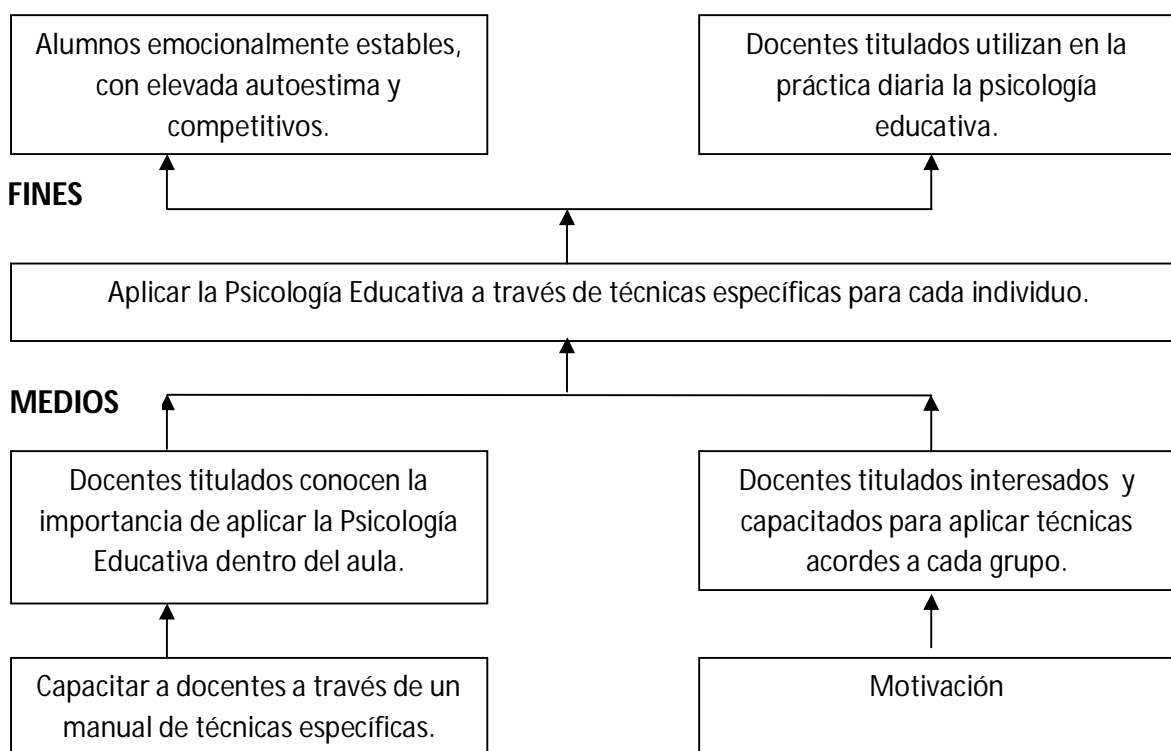 Alumnos emocionalmente estables,
con elevada autoestima y
competitivos.
Docentes titulados utilizan en la
práctica diaria la psicología
educativa.
FINES
Aplicar la Psicología Educativa a través de técnicas específicas para cada individuo.
MEDIOS
Docentes titulados conocen la
importancia de aplicar la Psicología
Educativa dentro del aula.
Docentes titulados interesados y
capacitados para aplicar técnicas
acordes a cada grupo.
Capacitar a docentes a través de un
manual de técnicas específicas.
Motivación